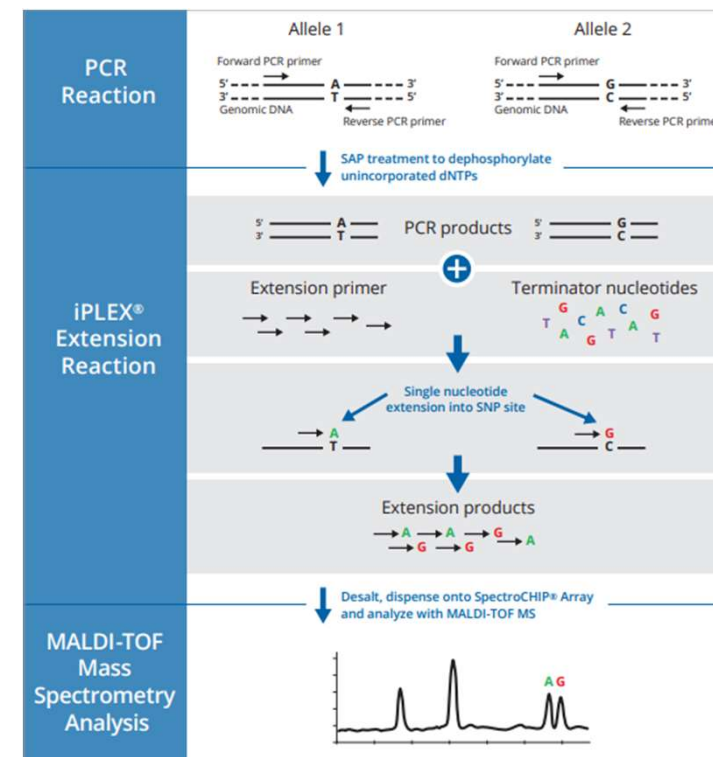 PCR
Reaction
Allele 1
Allele 2
Forward PCR primer
5' A 3'
3' T 5'
Genomic DNA
Reverse PCR primer
Forward PCR primer
5' G 3'
3' C 5'
Genomic DNA
Reverse PCR primer
SAP treatment to dephosphorylate
unincorporated dNTPs
iPLEX®
Extension
Reaction
5' A
3' T
PCR products
5' G
3' C
+
Extension primer
Terminator nucleotides
T G C A C T A G
A G T A T
Single nucleotide
extension into SNP site
A
T
G
C
Extension products
A A G A
G G
Desalt, dispense onto SpectroCHIP® Array
and analyze with MALDI-TOF MS
MALDI-TOF
Mass
Spectrometry
Analysis
A G